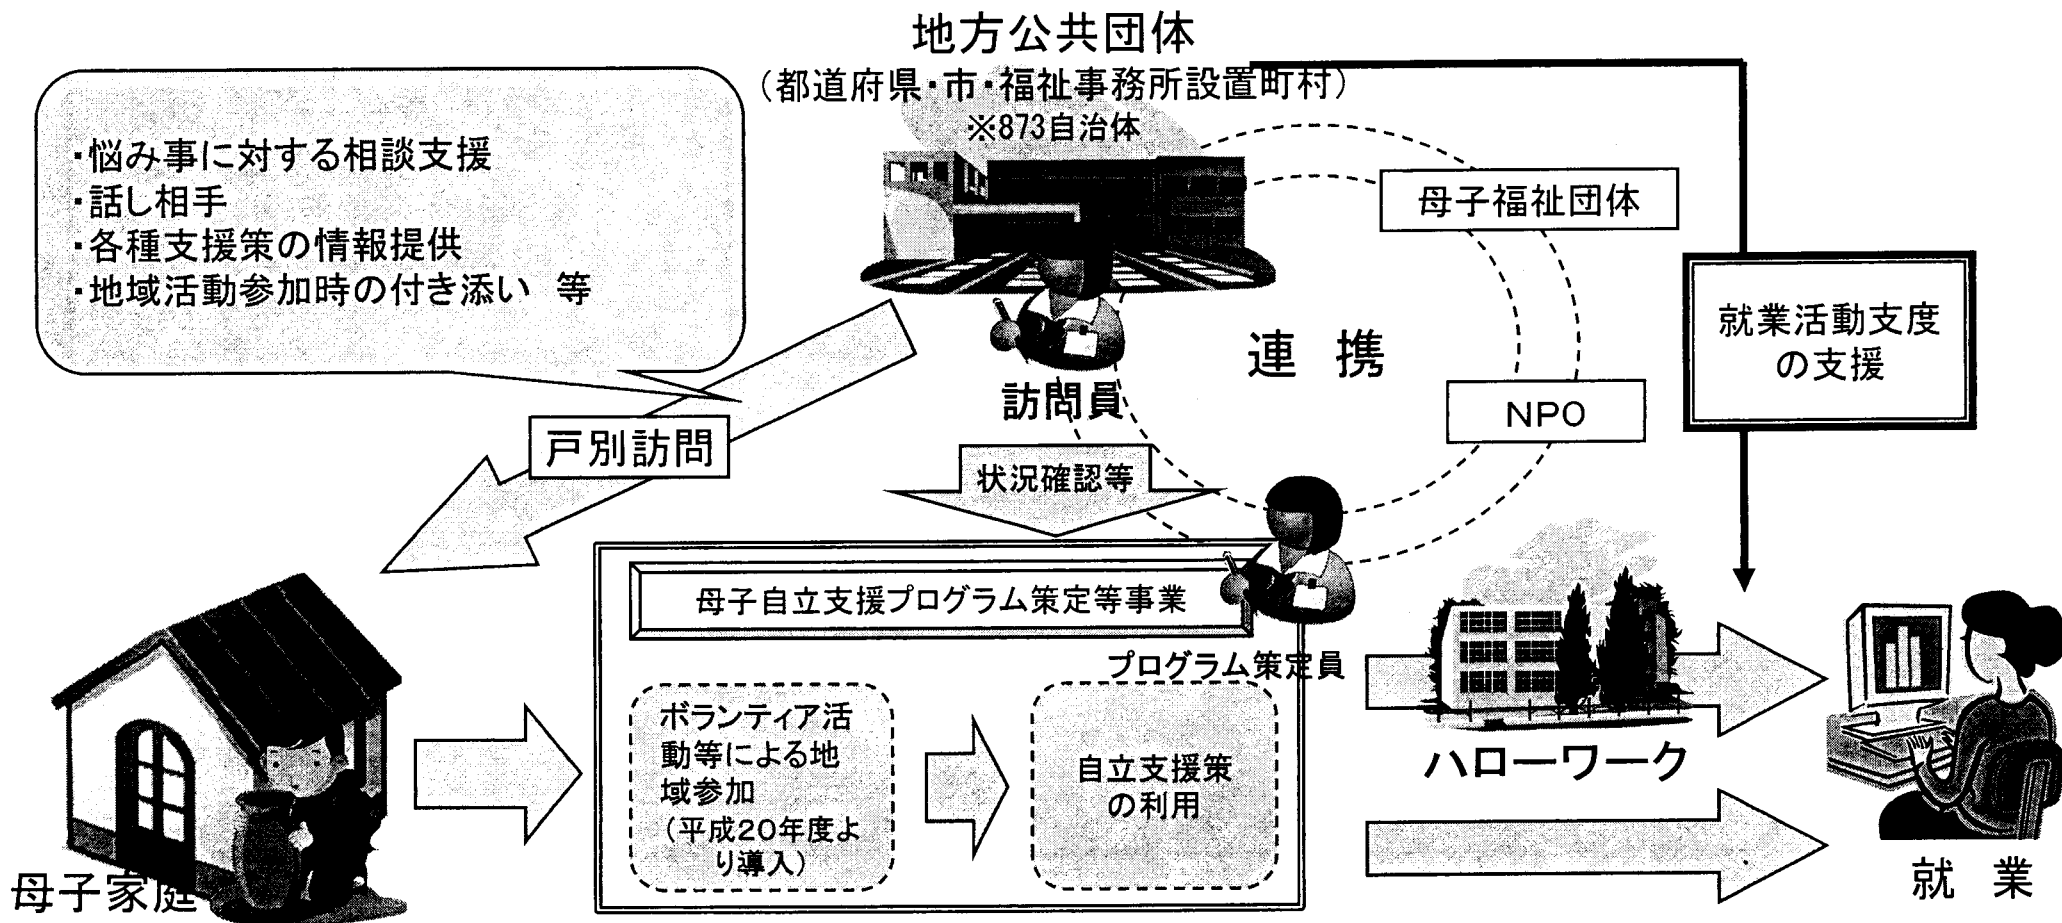 地方公共団体
(都道府県・市・福祉事務所設置町村)
※873自治体
・悩み事に対する相談支援
・話し相手
・各種支援策の情報提供
・地域活動参加時の付き添い 等
母子福祉団体
連 携
就業活動支度
の支援
訪問員
NPO
戸別訪問
状況確認等
母子自立支援プログラム策定等事業
プログラム策定員
ボランティア活
動等による地
域参加
(平成20年度よ
り導入)
自立支援策
の利用
ハローワーク
母子家庭
就 業